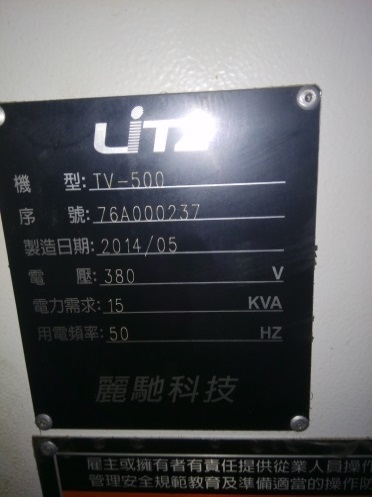 LiTZ
機 型: TV-500
序 號: 76A000237
製造日期: 2014/05
電 壓: 380 V
電力需求: 15 KVA
用電頻率: 50 HZ
麗馳科技
雇主或擁有者有責任提供從業人員操作
管理安全規範教育及準備適當的操作防